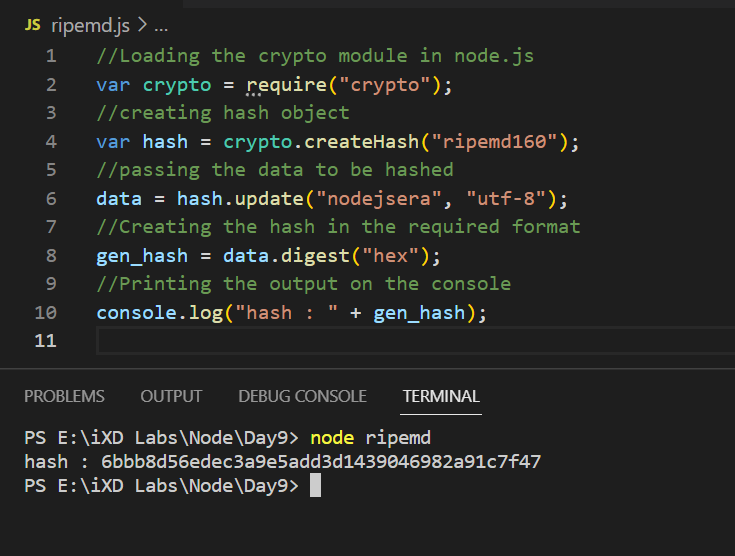 JS ripemd.js > ...
1 //Loading the crypto module in node.js
2 var crypto = require("crypto");
3 //creating hash object
4 var hash = crypto.createHash("ripemd160");
5 //passing the data to be hashed
6 data = hash.update("nodejsera", "utf-8");
7 //Creating the hash in the required format
8 gen_hash = data.digest("hex");
9 //Printing the output on the console
10 console.log("hash : " + gen_hash);
11
PROBLEMS OUTPUT DEBUG CONSOLE TERMINAL
PS E:\iXD Labs\Node\Day9> node ripemd
hash : 6bbb8d56edec3a9e5add3d1439046982a91c7f47
PS E:\iXD Labs\Node\Day9>